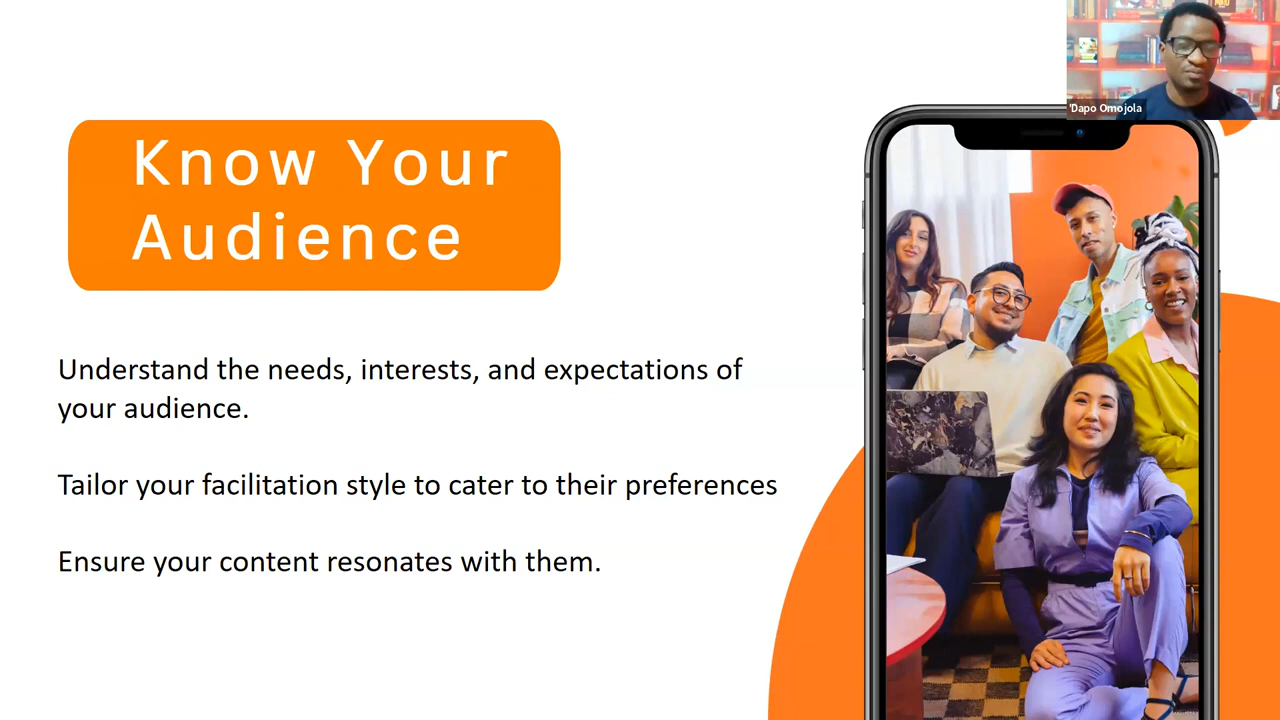 'Dapo Omojola
Know Your
Audience
Understand the needs, interests, and expectations of
your audience.
Tailor your facilitation style to cater to their preferences
Ensure your content resonates with them.